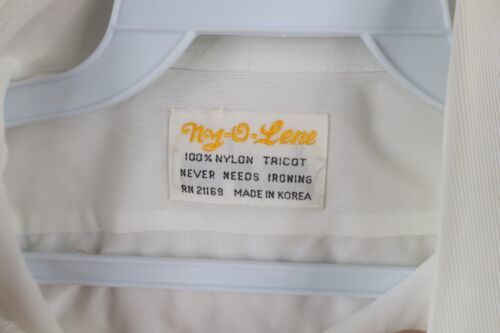 Ny-O-Lene
100% NYLON TRICOT
NEVER NEEDS IRONING
RN 21169 MADE IN KOREA